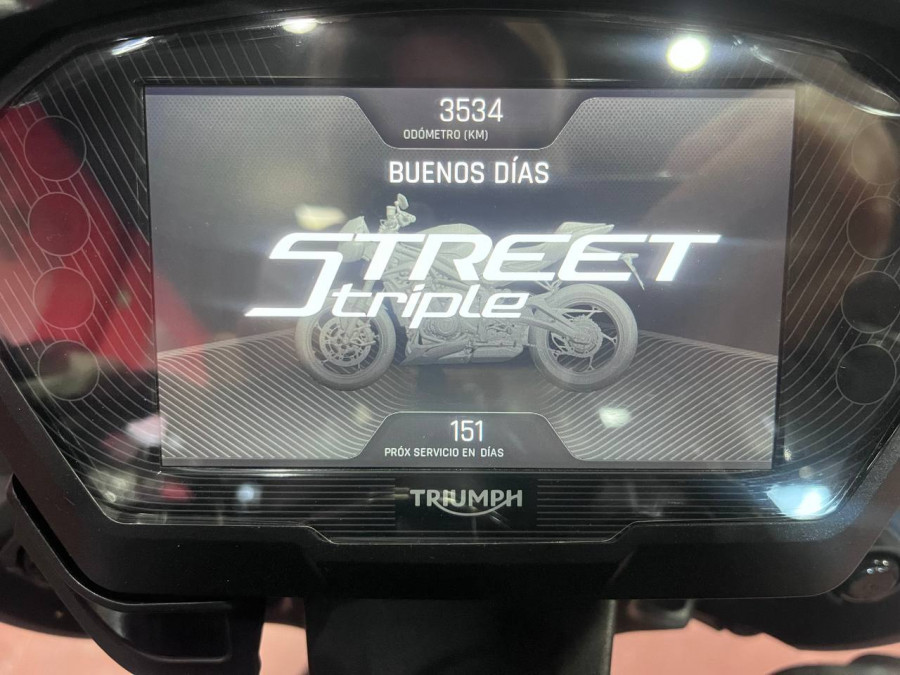 3534
ODÓMETRO (KM)
BUENOS DÍAS
STREET
triple
151
PRÓX SERVICIO EN DÍAS
TRIUMPH